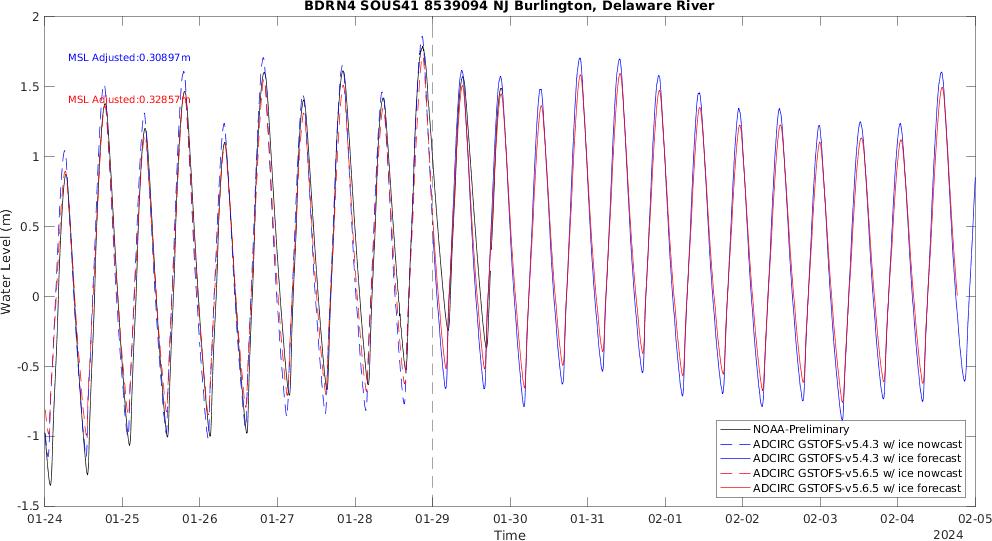 BDRN4 SOUS41 8539094 NJ Burlington, Delaware River
Water Level (m)
2
1.5
1
0.5
0
-0.5
-1
-1.5
MSL Adjusted:0.30897m
MSL Adjusted:0.32857m
NOAA-Preliminary
ADCIRC GSTOFS-v5.4.3 w/ ice nowcast
ADCIRC GSTOFS-v5.4.3 w/ ice forecast
ADCIRC GSTOFS-v5.6.5 w/ ice nowcast
ADCIRC GSTOFS-v5.6.5 w/ ice forecast
01-24 01-25 01-26 01-27 01-28 01-29 01-30 01-31 02-01 02-02 02-03 02-04 02-05
Time
2024